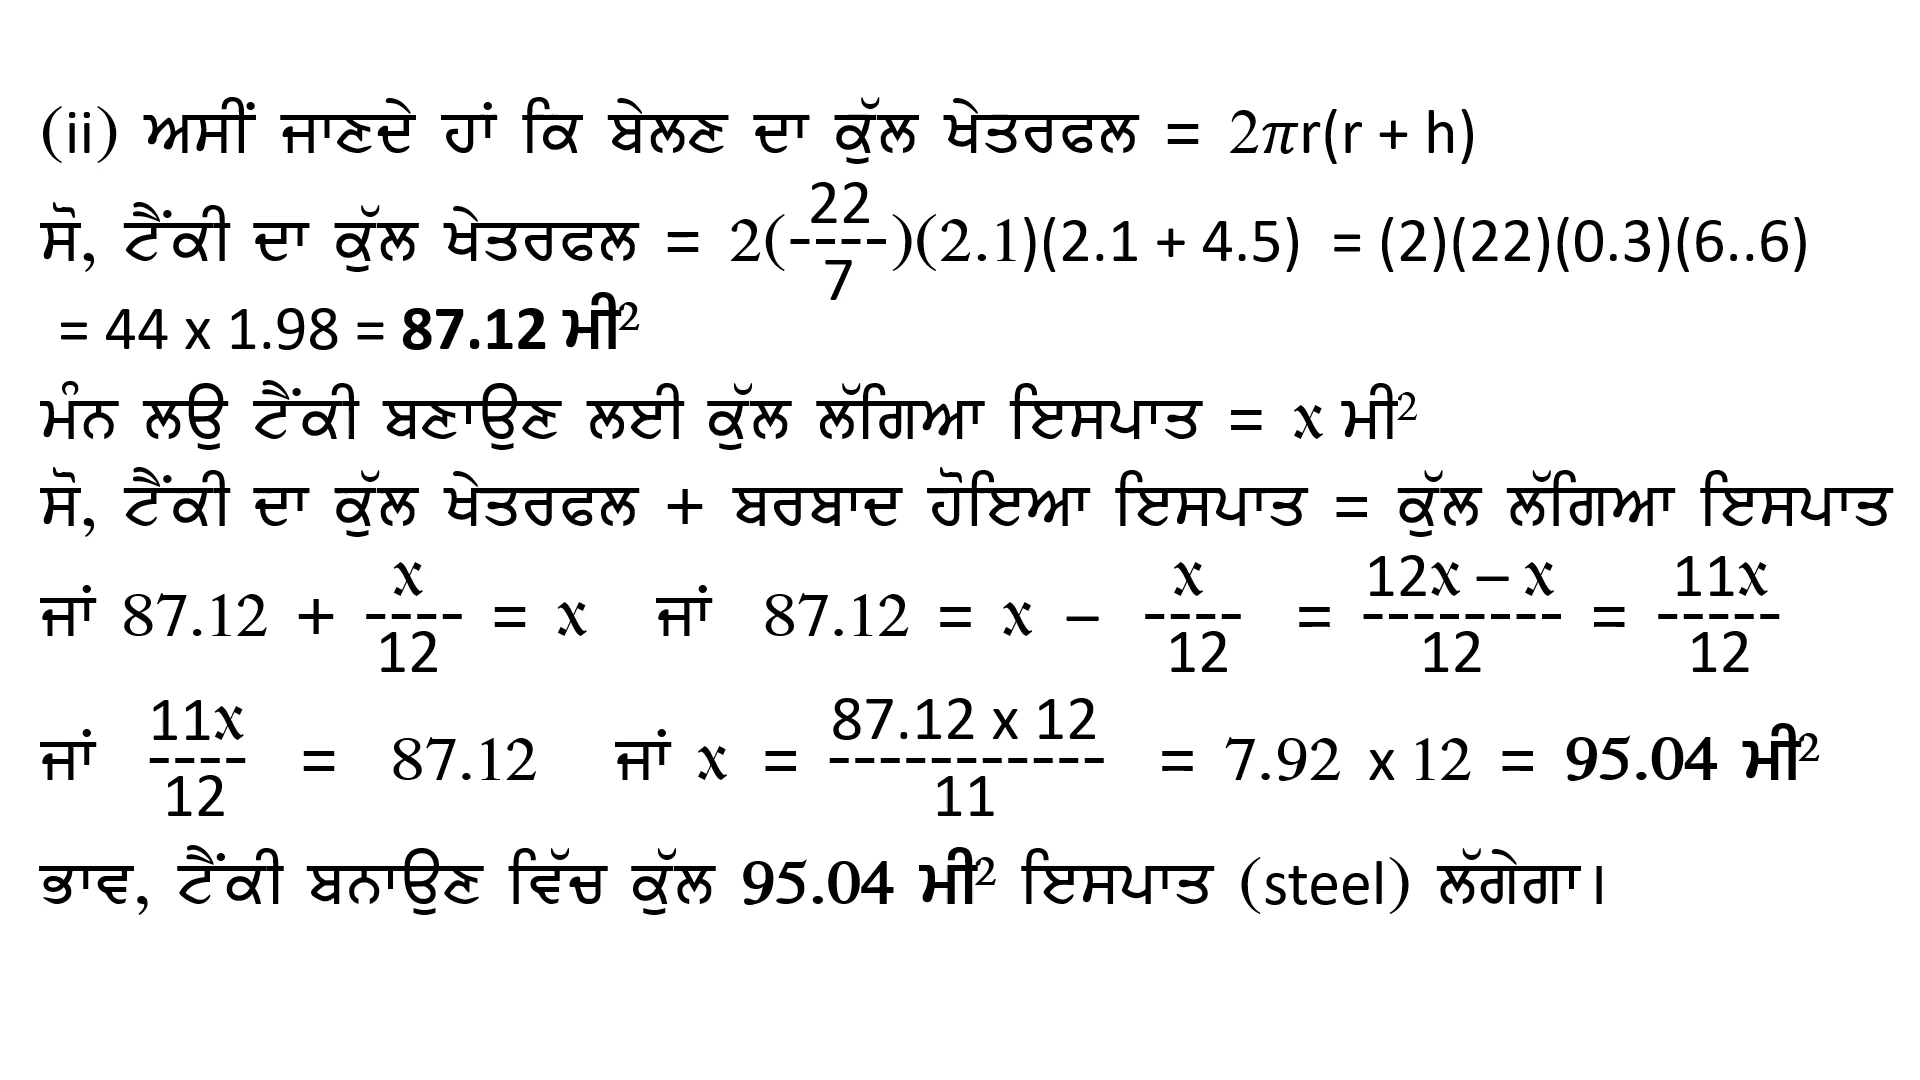 (ii) ਅਸੀਂ ਜਾਣਦੇ ਹਾਂ ਕਿ ਬੇਲਣ ਦਾ ਕੁੱਲ ਖੇਤਰਫਲ = 2𝜋r(r + h)
22
ਸੋ, ਟੈਂਕੀ ਦਾ ਕੁੱਲ ਖੇਤਰਫਲ = 2(----)(2.1)(2.1 + 4.5) = (2)(22)(0.3)(6..6)
7
= 44 x 1.98 = 87.12 ਮੀ²
ਮੰਨ ਲਉ ਟੈਂਕੀ ਬਣਾਉਣ ਲਈ ਕੁੱਲ ਲੱਗਿਆ ਇਸਪਾਤ = x ਮੀ²
ਸੋ, ਟੈਂਕੀ ਦਾ ਕੁੱਲ ਖੇਤਰਫਲ + ਬਰਬਾਦ ਹੋਇਆ ਇਸਪਾਤ = ਕੁੱਲ ਲੱਗਿਆ ਇਸਪਾਤ
x x 12x – x 11x
ਜਾਂ 87.12 + ---- = x ਜਾਂ 87.12 = x – ---- = -------- = -----
12 12 12 12
11x 87.12 x 12
ਜਾਂ ---- = 87.12 ਜਾਂ x = ----------- = 7.92 x 12 = 95.04 ਮੀ²
12 11
ਭਾਵ, ਟੈਂਕੀ ਬਨਾਉਣ ਵਿੱਚ ਕੁੱਲ 95.04 ਮੀ² ਇਸਪਾਤ (steel) ਲੱਗੇਗਾ।